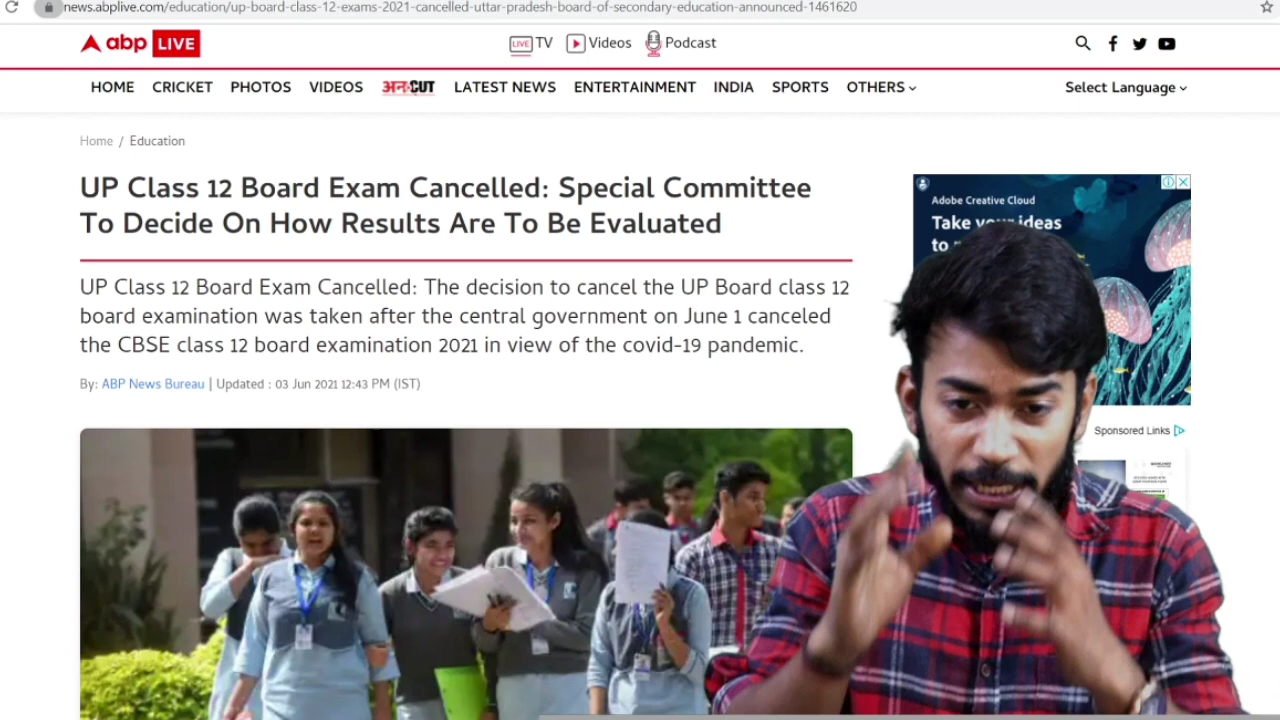 news.abplive.com/education/up-board-class-12-exams-2021-cancelled-uttar-pradesh-board-of-secondary-education-announced-1461620
abp LIVE
LIVE TV Videos Podcast
HOME CRICKET PHOTOS VIDEOS अनCUT LATEST NEWS ENTERTAINMENT INDIA SPORTS OTHERS Select Language
Home / Education
UP Class 12 Board Exam Cancelled: Special Committee
To Decide On How Results Are To Be Evaluated
UP Class 12 Board Exam Cancelled: The decision to cancel the UP Board class 12
board examination was taken after the central government on June 1 canceled
the CBSE class 12 board examination 2021 in view of the covid-19 pandemic.
By: ABP News Bureau | Updated : 03 Jun 2021 12:43 PM (IST)
Adobe Creative Cloud
Take your ideas
to
Sponsored Links